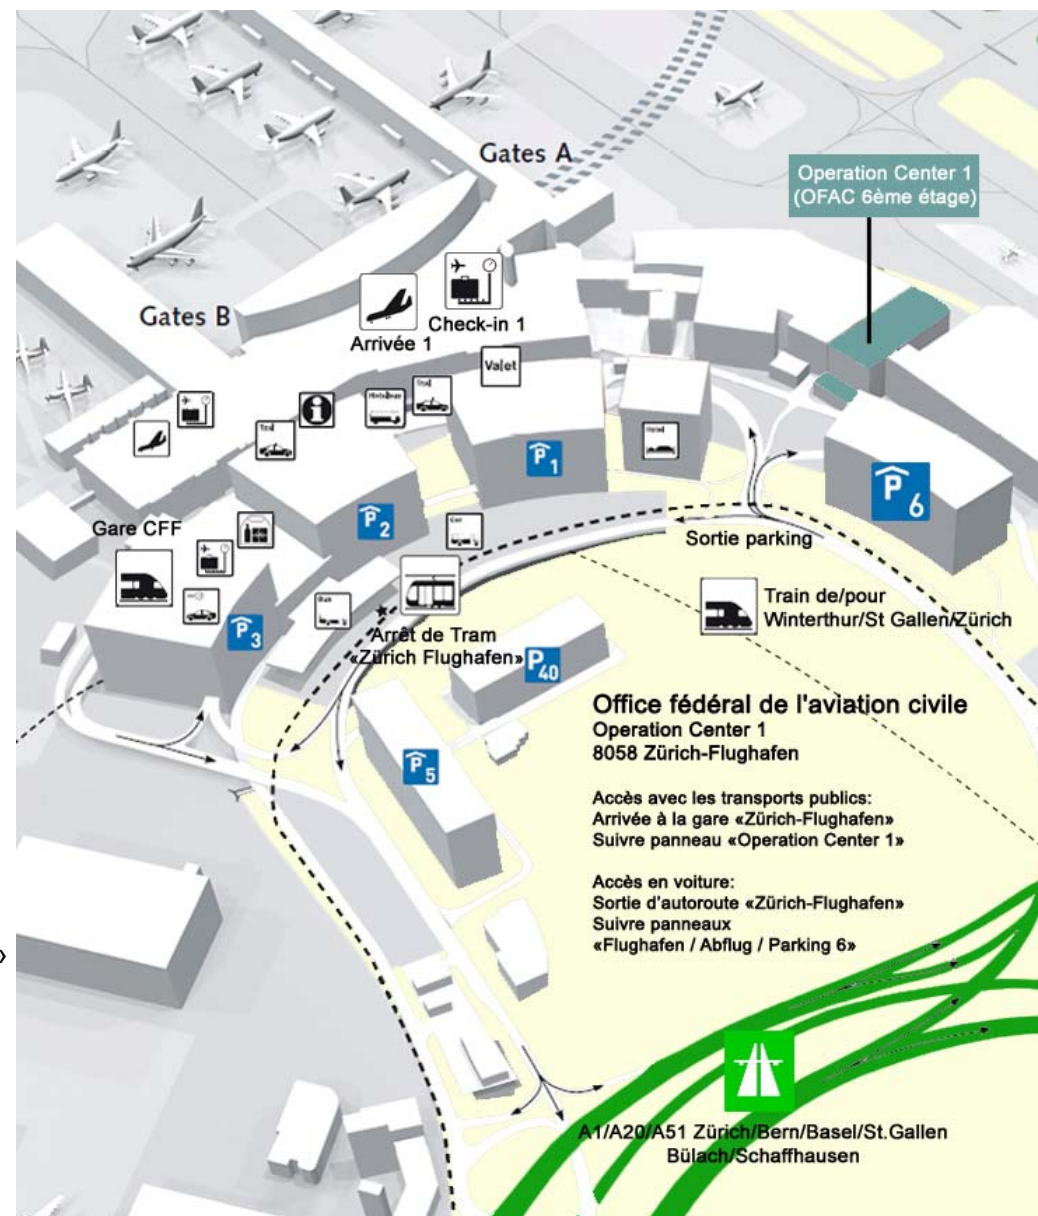 Gates A
Operation Center 1
(OFAC 6ème étage)
Gates B
Check-in 1
Arrivée 1
Valet
Taxi
Taxi
Hotel
P1
P6
P2
Gare CFF
Car
Sortie parking
Bus
P3
Train de/pour
Winterthur/St Gallen/Zürich
Arrêt de Tram
«Zürich Flughafen»
P40
Office fédéral de l'aviation civile
Operation Center 1
8058 Zürich-Flughafen
P5
Accès avec les transports publics:
Arrivée à la gare «Zürich-Flughafen»
Suivre panneau «Operation Center 1»
Accès en voiture:
Sortie d'autoroute «Zürich-Flughafen»
Suivre panneaux
«Flughafen / Abflug / Parking 6»
»
A1/A20/A51 Zürich/Bern/Basel/St.Gallen
Bülach/Schaffhausen